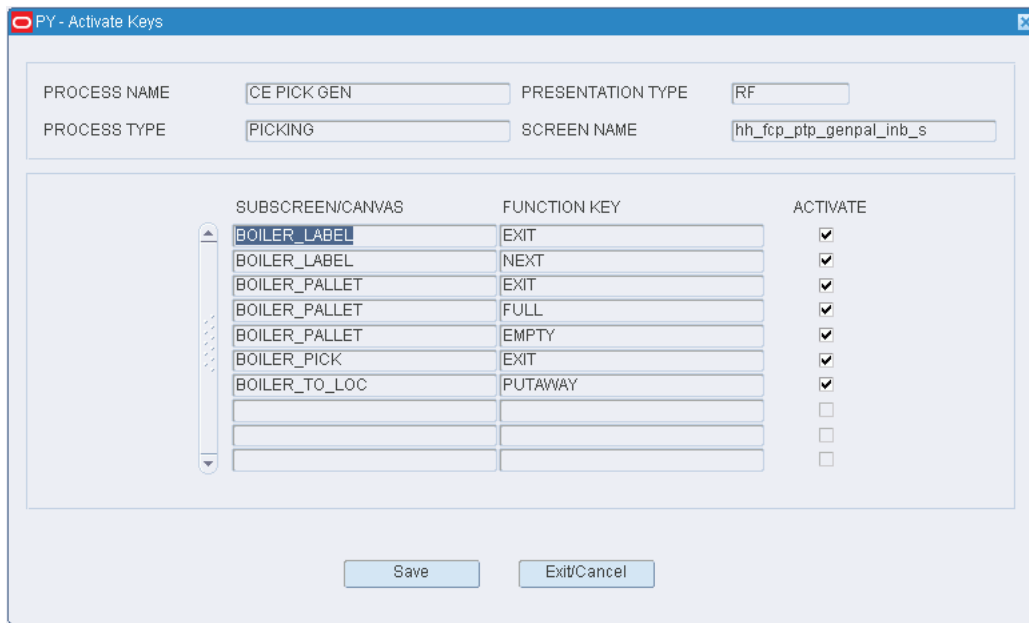 PY - Activate Keys
PROCESS NAME CE PICK GEN PRESENTATION TYPE RF
PROCESS TYPE PICKING SCREEN NAME hh_fcp_ptp_genpal_inb_s
SUBSCREEN/CANVAS FUNCTION KEY ACTIVATE
BOILER_LABEL EXIT
BOILER_LABEL NEXT
BOILER_PALLET EXIT
BOILER_PALLET FULL
BOILER_PALLET EMPTY
BOILER_PICK EXIT
BOILER_TO_LOC PUTAWAY
Save Exit/Cancel